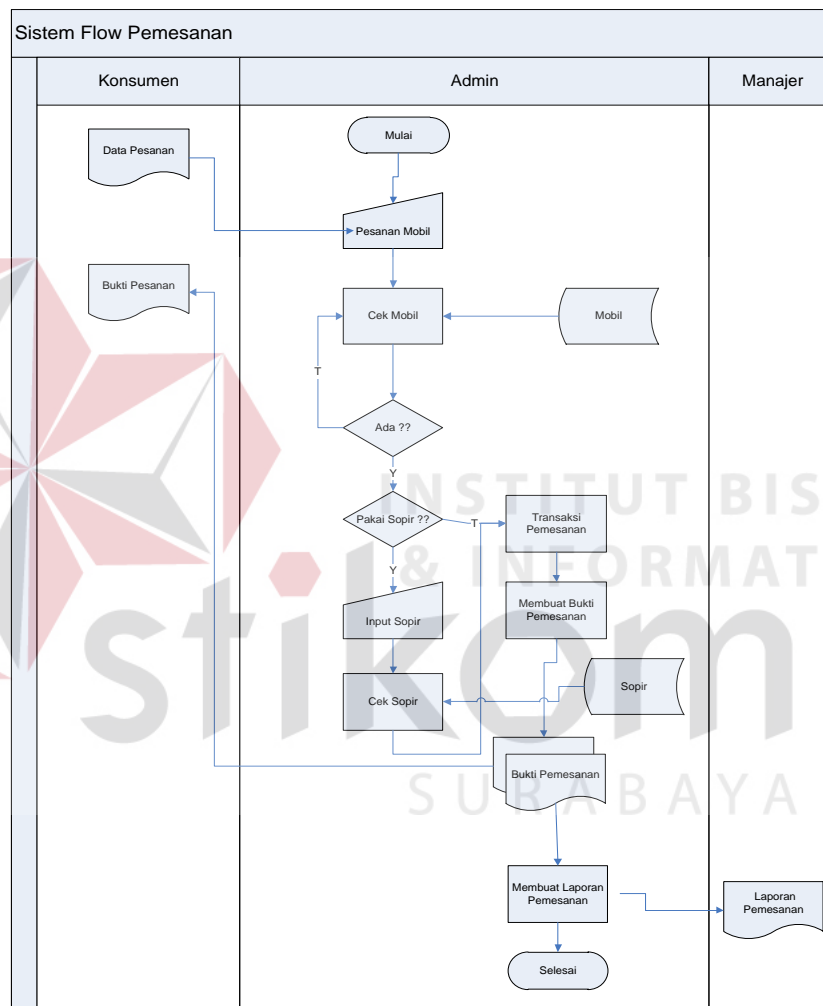 Sistem Flow Pemesanan
Konsumen
Admin
Manajer
Mulai
Data Pesanan
Pesanan Mobil
Bukti Pesanan
Cek Mobil
Mobil
T
Ada ??
Y
Pakai Sopir ??
T
Transaksi
Pemesanan
Y
Membuat Bukti
Pemesanan
Input Sopir
Cek Sopir
Sopir
Bukti Pemesanan
Membuat Laporan
Pemesanan
Laporan
Pemesanan
Selesai
INSTITUT BIS
& INFORMAT
stikom
SURABAYA